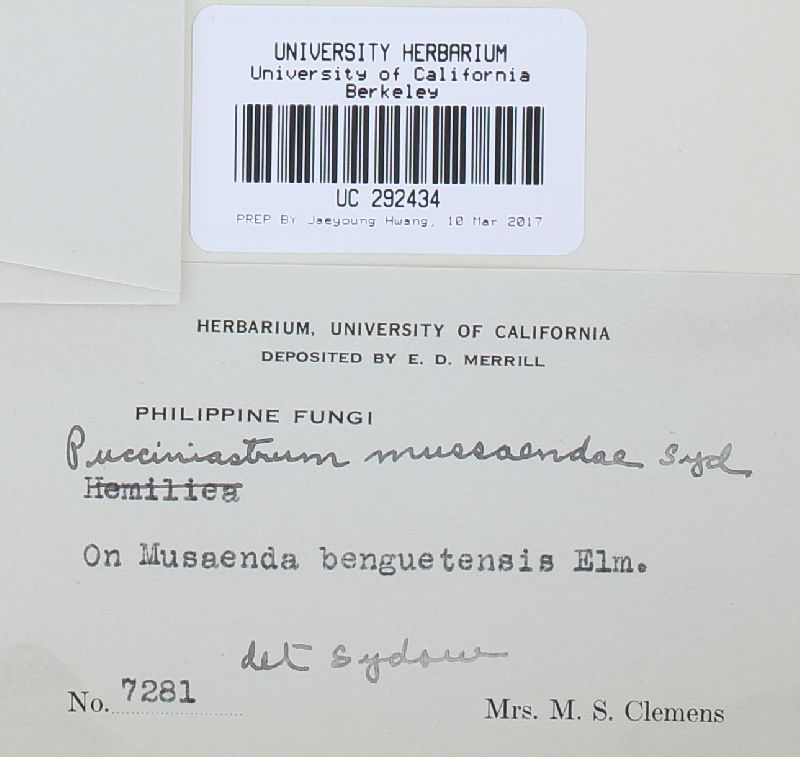 UNIVERSITY HERBARIUM
University of California
Berkeley
UC 292434
PREP BY Jaeyoung Hwang, 10 Mar 2017
HERBARIUM, UNIVERSITY OF CALIFORNIA
DEPOSITED BY E. D. MERRILL
PHILIPPINE FUNGI
Pucciniastrum mussaendae Syd.
Hemiliea
On Musaenda benguetensis Elm.
det Sydow
No. 7281
Mrs. M. S. Clemens